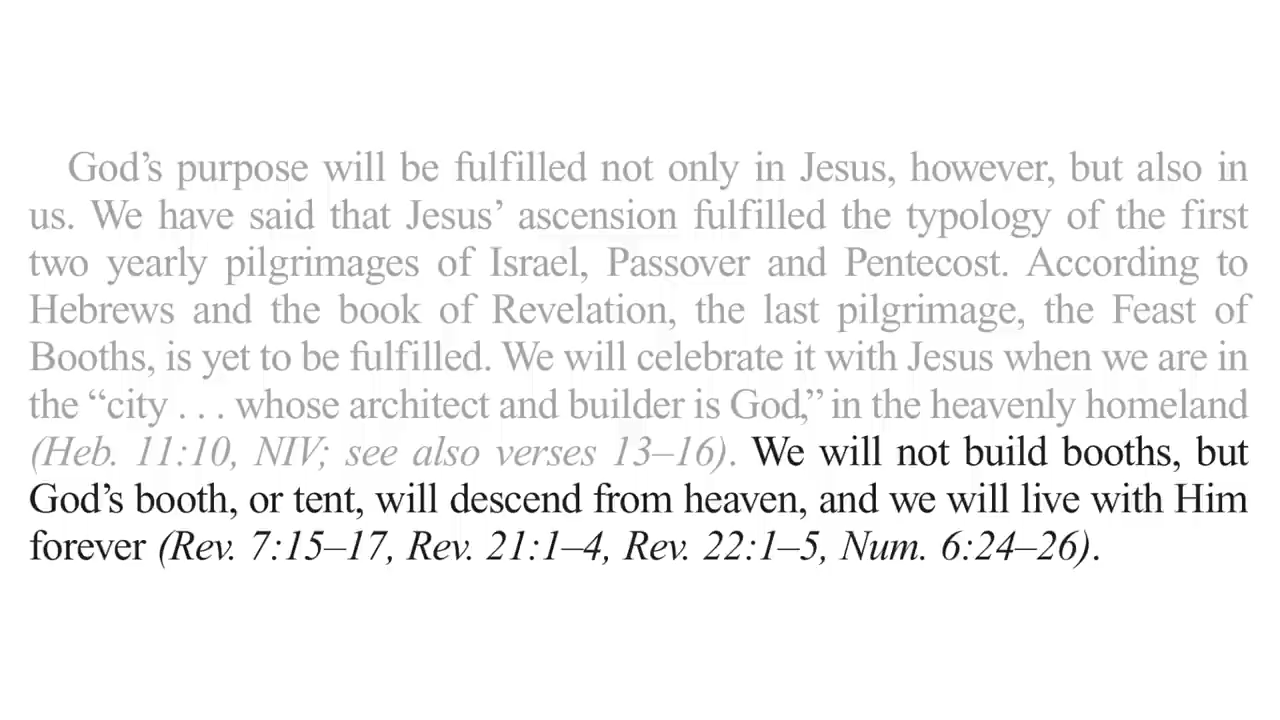 God’s purpose will be fulfilled not only in Jesus, however, but also in
us. We have said that Jesus’ ascension fulfilled the typology of the first
two yearly pilgrimages of Israel, Passover and Pentecost. According to
Hebrews and the book of Revelation, the last pilgrimage, the Feast of
Booths, is yet to be fulfilled. We will celebrate it with Jesus when we are in
the “city . . . whose architect and builder is God,” in the heavenly homeland
(Heb. 11:10, NIV; see also verses 13–16). We will not build booths, but
God’s booth, or tent, will descend from heaven, and we will live with Him
forever (Rev. 7:15–17, Rev. 21:1–4, Rev. 22:1–5, Num. 6:24–26).